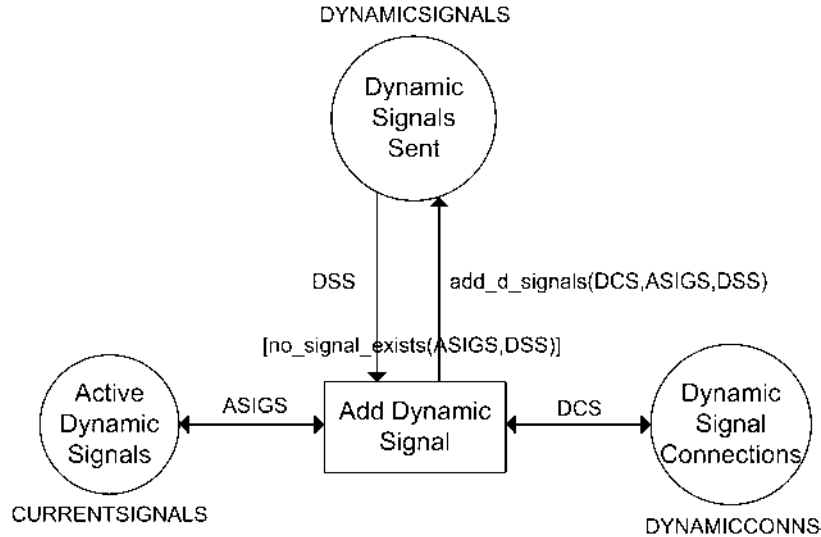 DYNAMICSIGNALS
Dynamic
Signals
Sent
DSS
add_d_signals(DCS,ASIGS,DSS)
[no_signal_exists(ASIGS,DSS)]
Active
Dynamic
Signals
ASIGS
Add Dynamic
Signal
DCS
Dynamic
Signal
Connections
CURRENTSIGNALS
DYNAMICCONNS